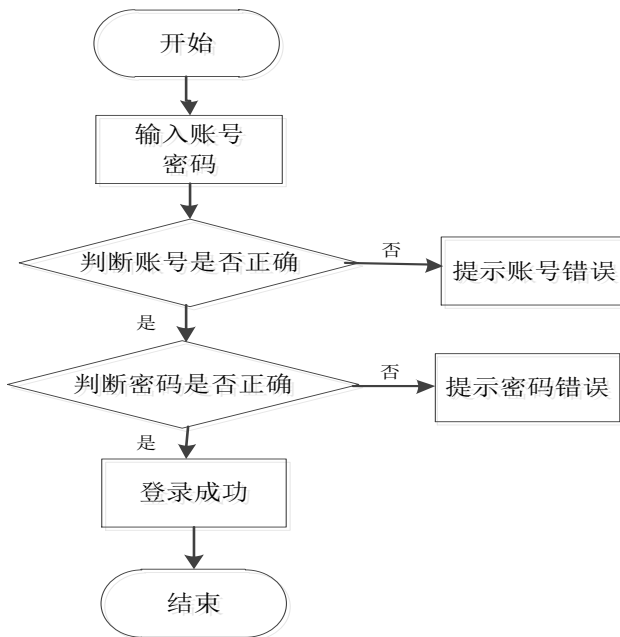 开始
输入账号
密码
判断账号是否正确
否
提示账号错误
是
判断密码是否正确
否
提示密码错误
是
登录成功
结束